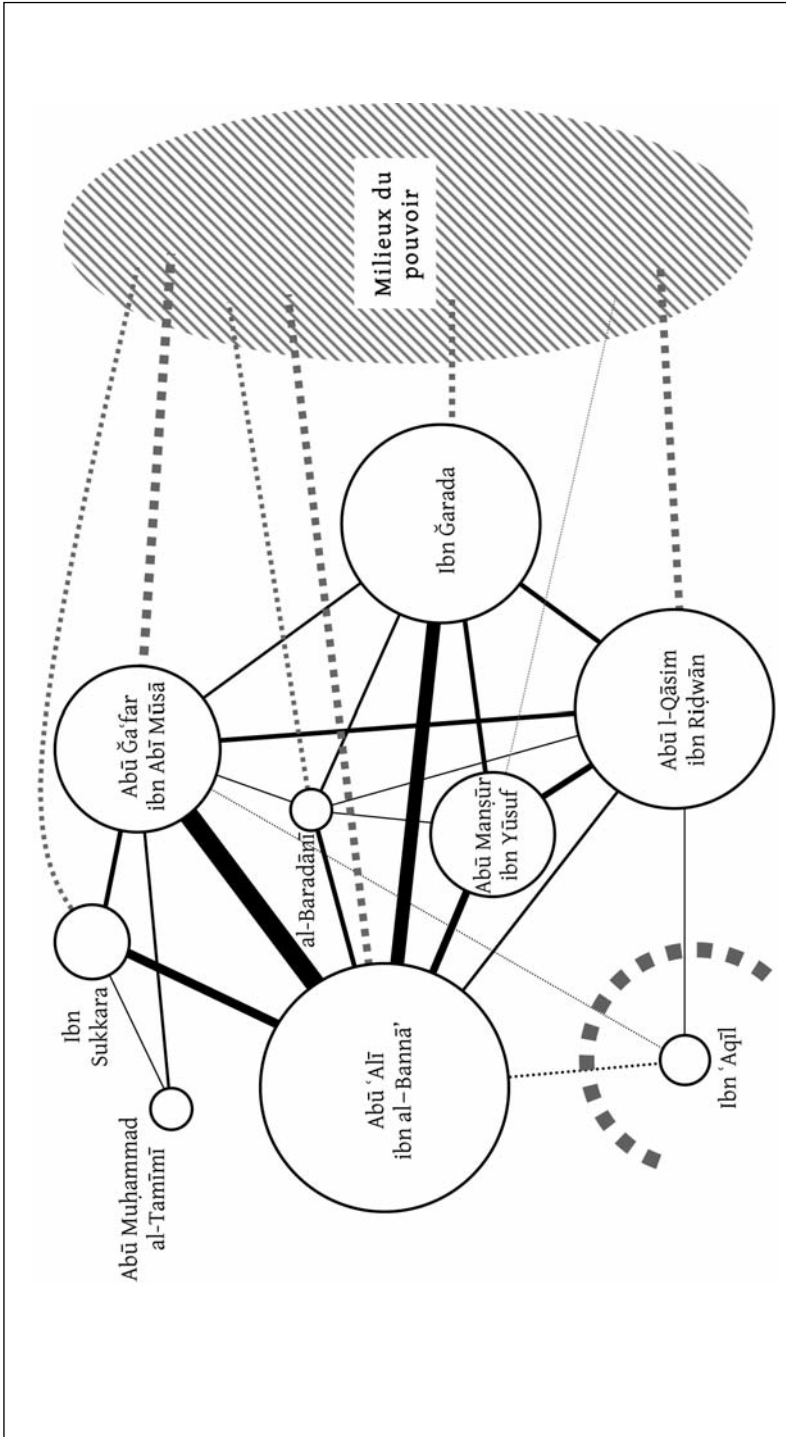 Abū Muḥammad
al-Tamīmī
Ibn
Sukkara
Abū Ǧaʿfar
ibn Abī Mūsā
Abū ʿAlī
ibn al-Bannāʾ
al-Baradānī
Abū Manṣūr
ibn Yūsuf
Ibn Ǧarada
Milieux du
pouvoir
Ibn ʿAqīl
Abū l-Qāsim
ibn Riḍwān